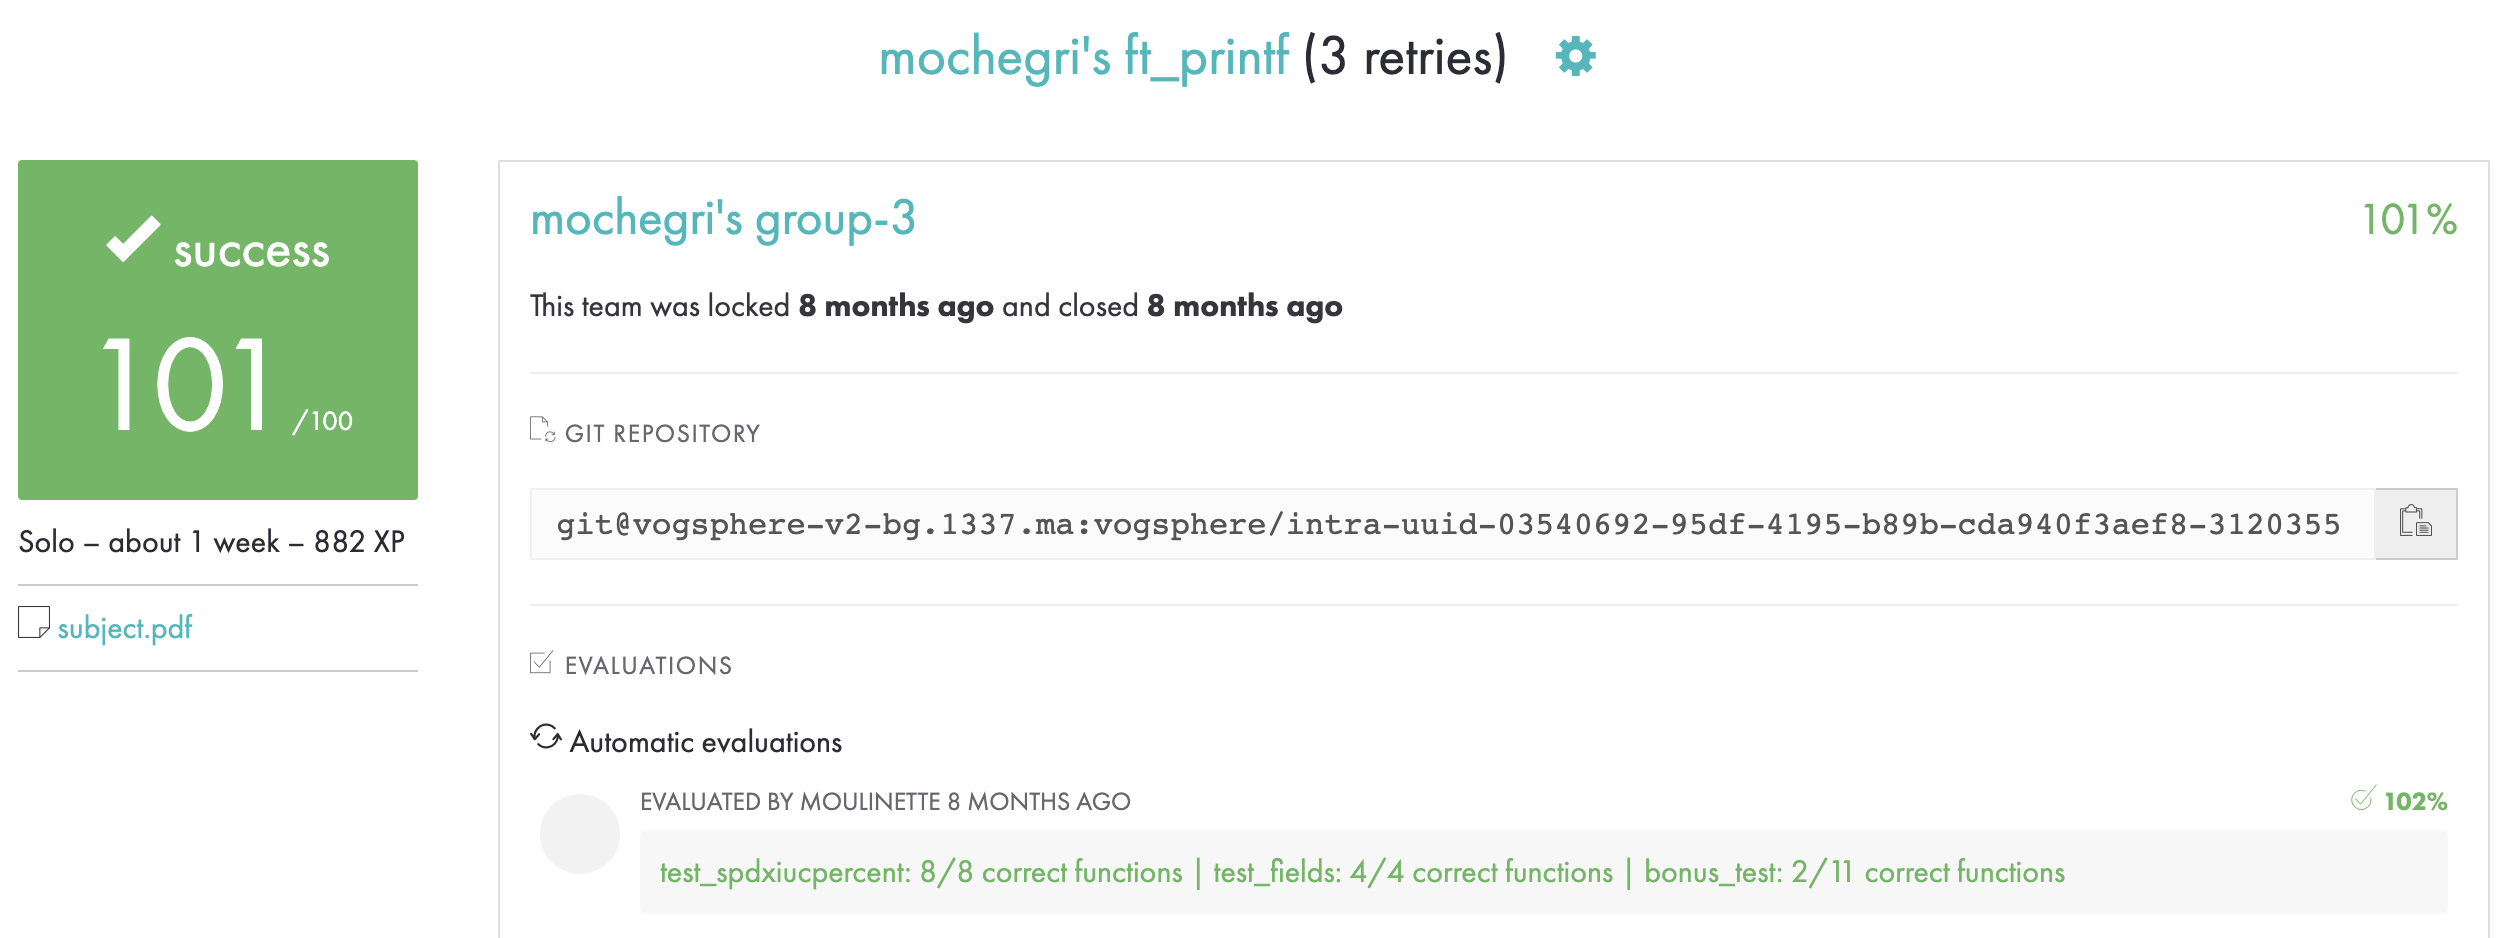 mochegri's ft_printf (3 retries)
success
101 /100
Solo – about 1 week – 882 XP
subject.pdf
mochegri's group-3
101%
This team was locked 8 months ago and closed 8 months ago
GIT REPOSITORY
git@vogsphere-v2-bg.1337.ma:vogsphere/intra-uuid-03540692-95df-4195-b89b-cda940f3aef8-3120355
EVALUATIONS
Automatic evaluations
EVALUATED BY MOULINETTE 8 MONTHS AGO
102%
test_spdxiucpercent: 8/8 correct functions | test_fields: 4/4 correct functions | bonus_test: 2/11 correct functions